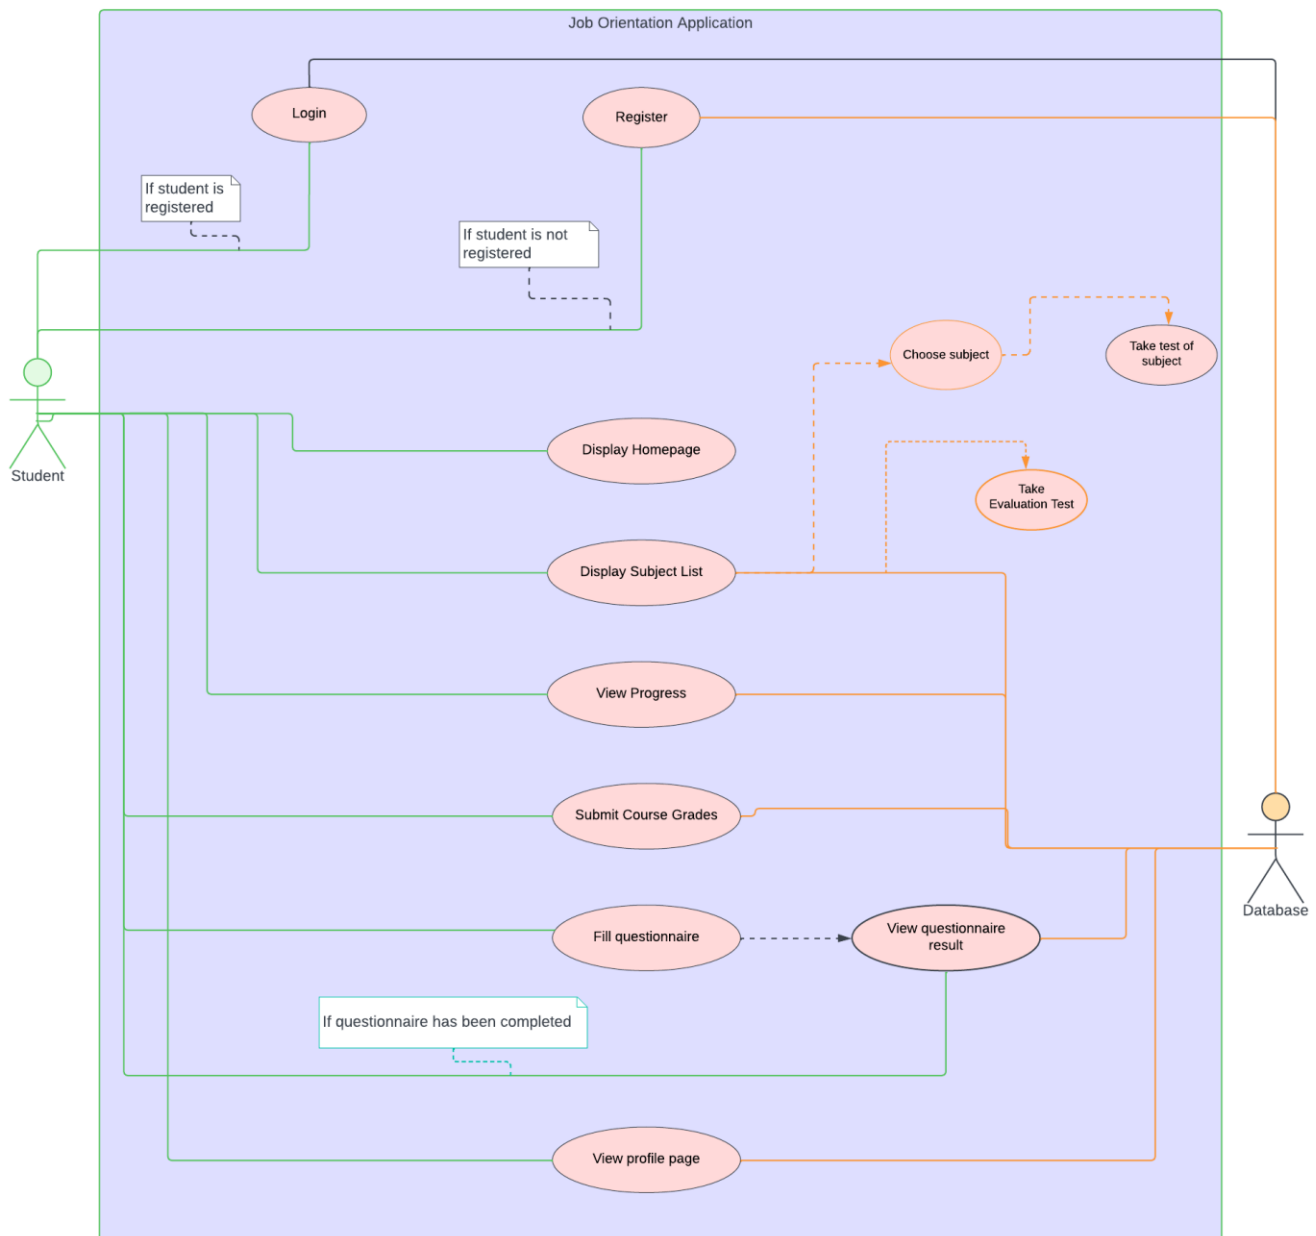 Job Orientation Application
Login
Register
If student is
registered
If student is not
registered
Choose subject
Take test of
subject
Student
Display Homepage
Take
Evaluation Test
Display Subject List
View Progress
Submit Course Grades
Database
Fill questionnaire
View questionnaire
result
If questionnaire has been completed
View profile page